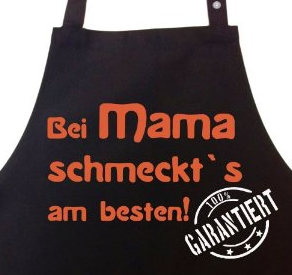 Bei Mama
schmeckt`s
am besten!
100%
GARANTIERT